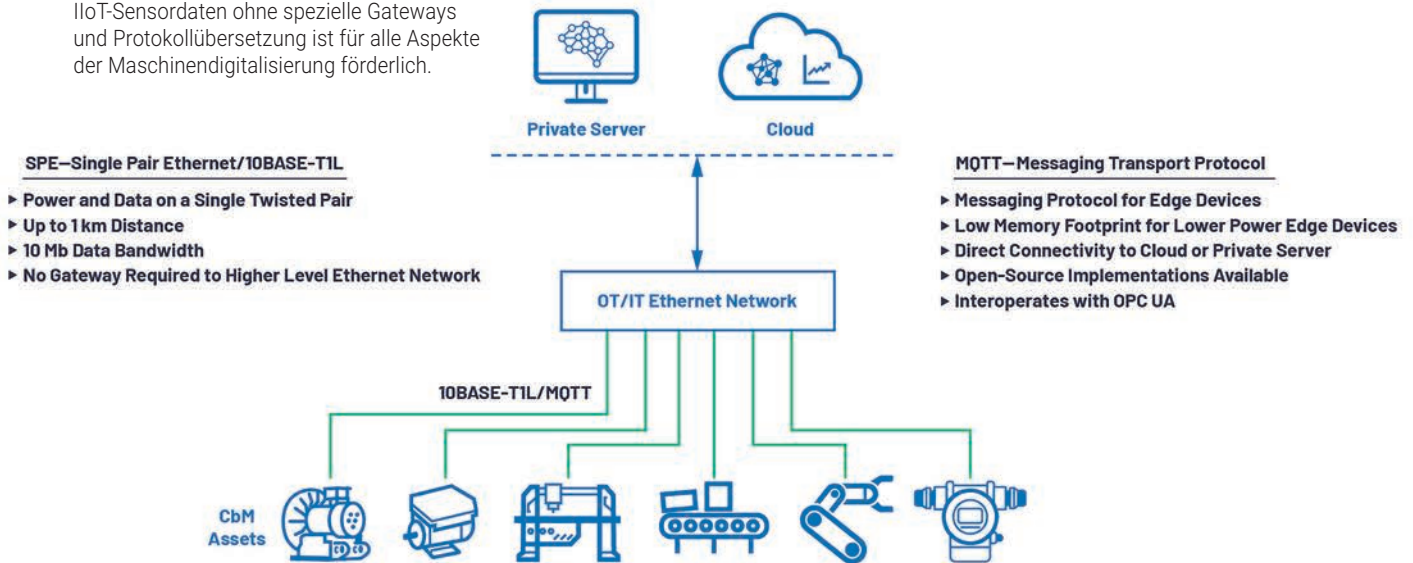 IIoT-Sensordaten ohne spezielle Gateways
und Protokollübersetzung ist für alle Aspekte
der Maschinendigitalisierung förderlich.
Private Server
Cloud
SPE—Single Pair Ethernet/10BASE-T1L
▸ Power and Data on a Single Twisted Pair
▸ Up to 1 km Distance
▸ 10 Mb Data Bandwidth
▸ No Gateway Required to Higher Level Ethernet Network
MQTT—Messaging Transport Protocol
▸ Messaging Protocol for Edge Devices
▸ Low Memory Footprint for Lower Power Edge Devices
▸ Direct Connectivity to Cloud or Private Server
▸ Open-Source Implementations Available
▸ Interoperates with OPC UA
OT/IT Ethernet Network
10BASE-T1L/MQTT
CbM
Assets